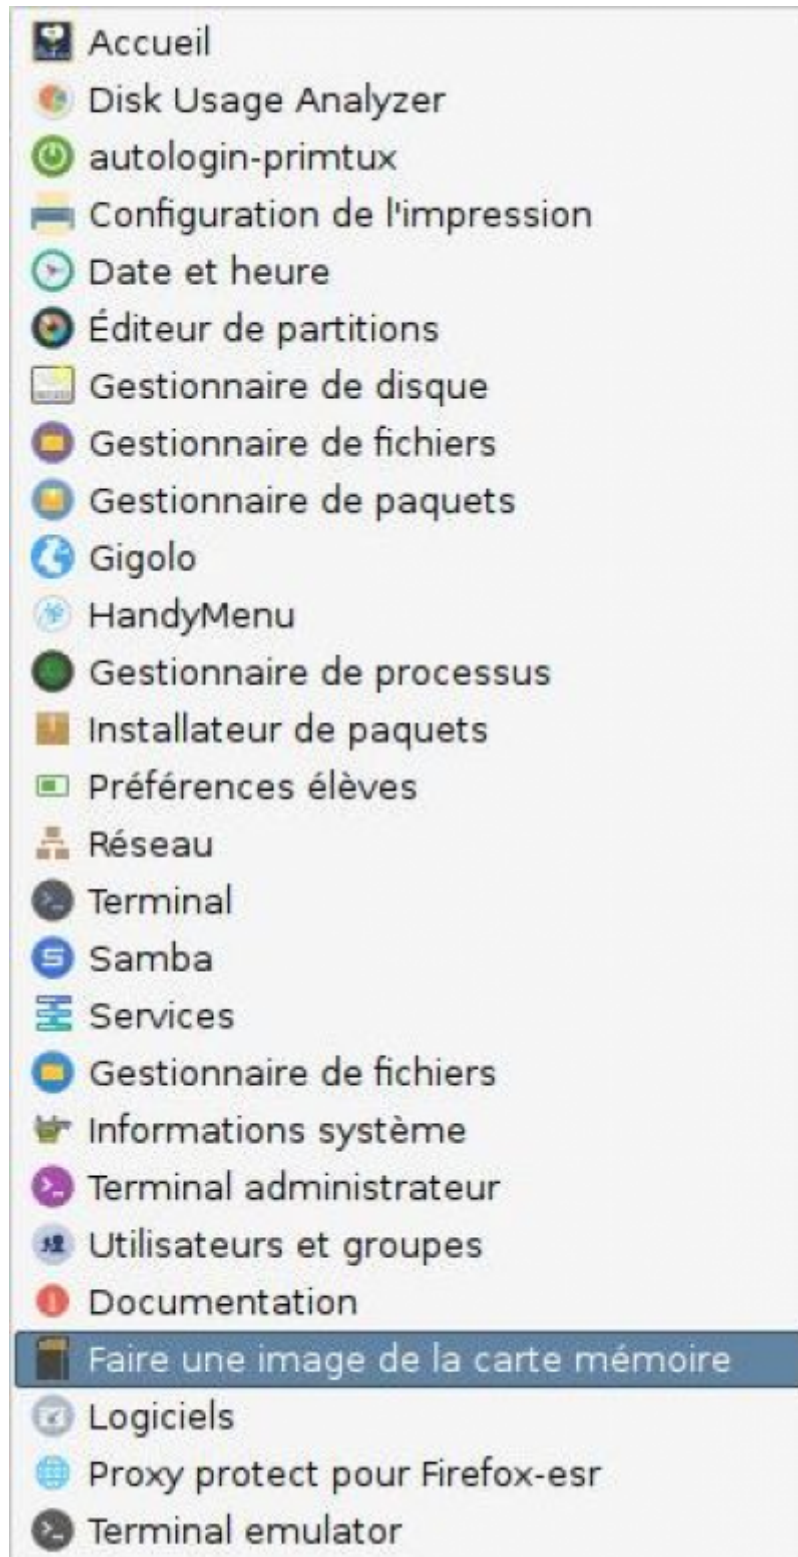 Accueil
Disk Usage Analyzer
autologin-primtux
Configuration de l'impression
Date et heure
Éditeur de partitions
Gestionnaire de disque
Gestionnaire de fichiers
Gestionnaire de paquets
Gigolo
HandyMenu
Gestionnaire de processus
Installateur de paquets
Préférences élèves
Réseau
Terminal
Samba
Services
Gestionnaire de fichiers
Informations système
Terminal administrateur
Utilisateurs et groupes
Documentation
Faire une image de la carte mémoire
Logiciels
Proxy protect pour Firefox-esr
Terminal emulator